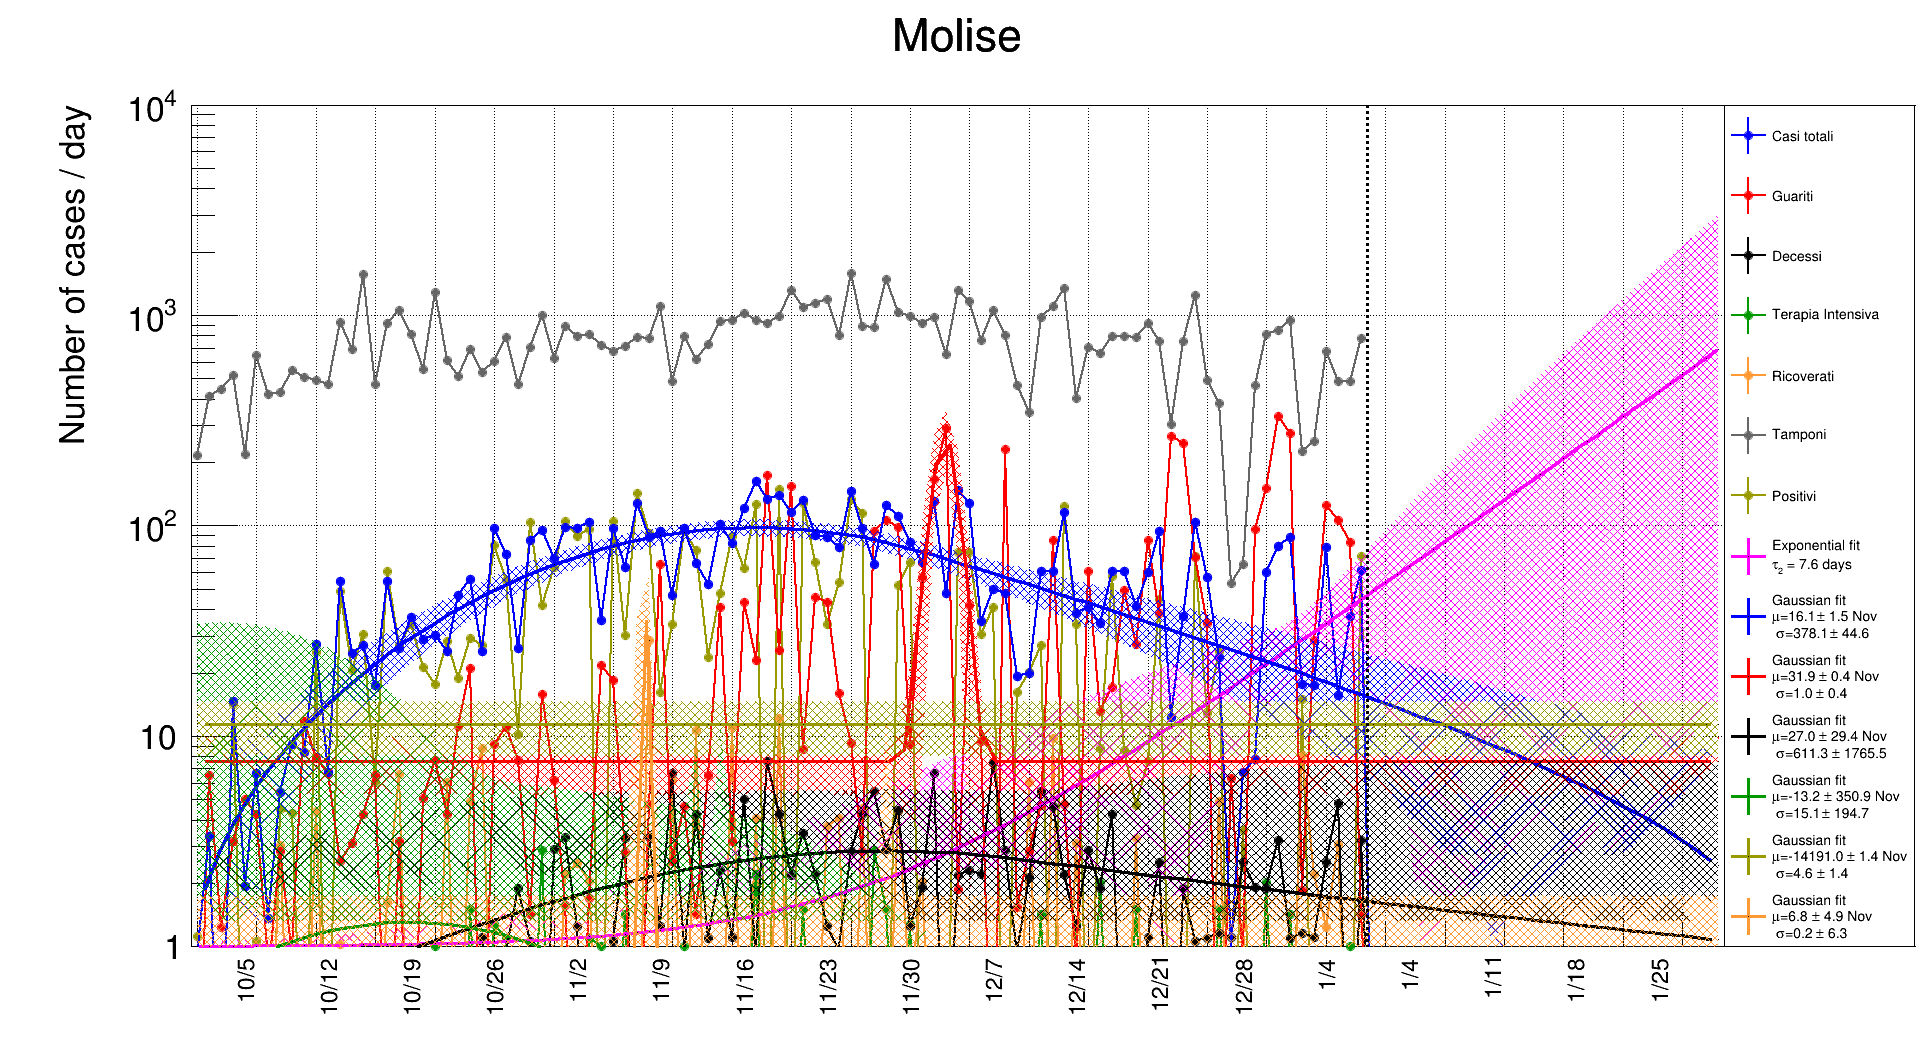 Molise
Number of cases / day
10^4
10^3
10^2
10
1
10/5
10/12
10/19
10/26
11/2
11/9
11/16
11/23
11/30
12/7
12/14
12/21
12/28
1/4
1/4
1/11
1/18
1/25
Casi totali
Guariti
Decessi
Terapia Intensiva
Ricoverati
Tamponi
Positivi
Exponential fit
τ₂ = 7.6 days
Gaussian fit
μ=16.1 ± 1.5 Nov
σ=378.1 ± 44.6
Gaussian fit
μ=31.9 ± 0.4 Nov
σ=1.0 ± 0.4
Gaussian fit
μ=27.0 ± 29.4 Nov
σ=611.3 ± 1765.5
Gaussian fit
μ=-13.2 ± 350.9 Nov
σ=15.1 ± 194.7
Gaussian fit
μ=-14191.0 ± 1.4 Nov
σ=4.6 ± 1.4
Gaussian fit
μ=6.8 ± 4.9 Nov
σ=0.2 ± 6.3